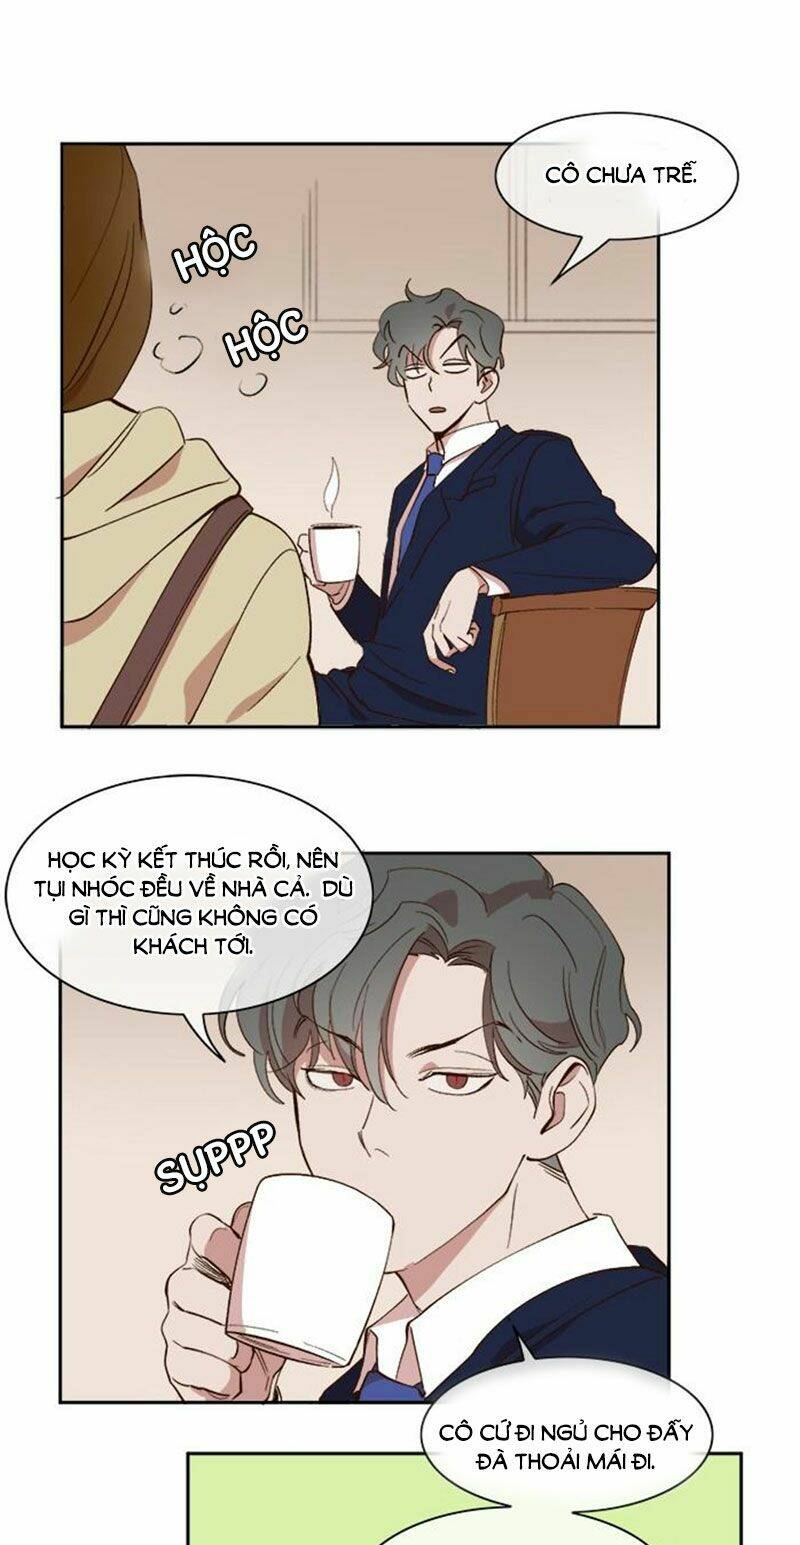 CÔ CHƯA TRỄ.
HỘC
HỘC
HỌC KỲ KẾT THÚC RỒI, NÊN
TỤI NHÓC ĐỀU VỀ NHÀ CẢ. DÙ
GÌ THÌ CŨNG KHÔNG CÓ
KHÁCH TỚI.
SỤPPP
CÔ CỨ ĐI NGỦ CHO ĐẪY
ĐÀ THOẢI MÁI ĐI.